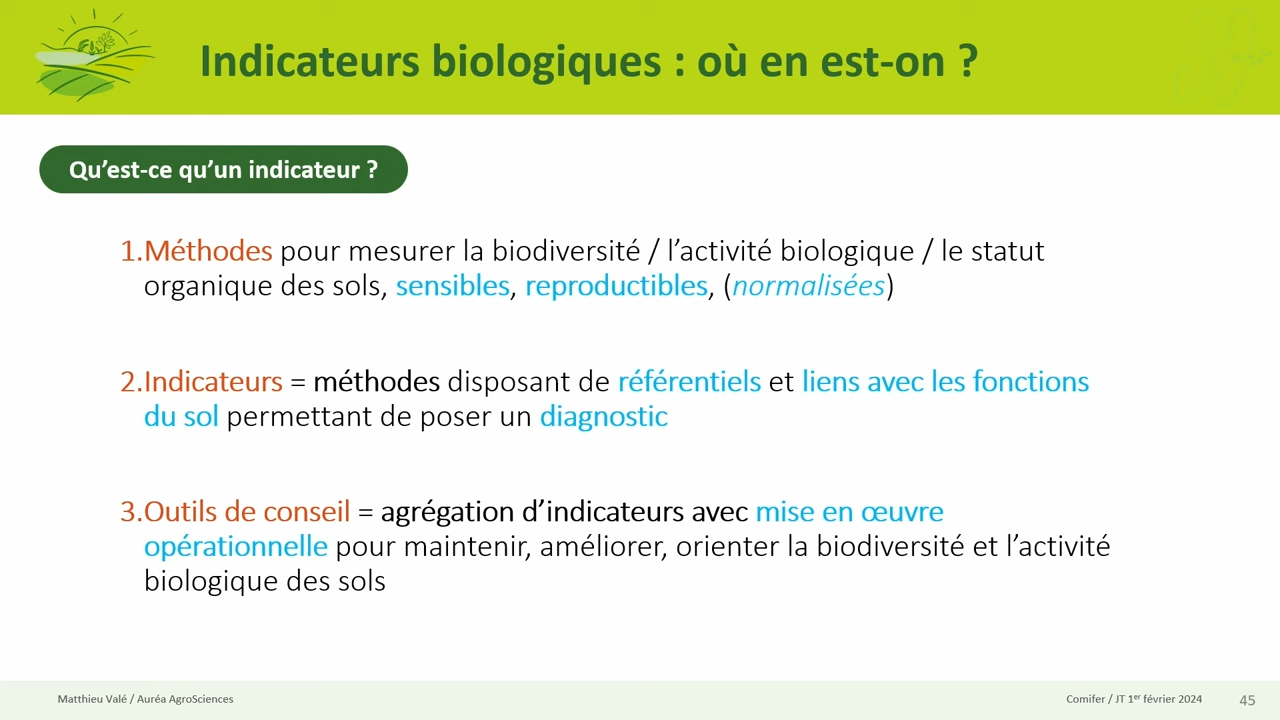 Indicateurs biologiques : où en est-on ?
Qu’est-ce qu’un indicateur ?
1.Méthodes pour mesurer la biodiversité / l’activité biologique / le statut
organique des sols, sensibles, reproductibles, (normalisées)
2.Indicateurs = méthodes disposant de référentiels et liens avec les fonctions
du sol permettant de poser un diagnostic
3.Outils de conseil = agrégation d’indicateurs avec mise en œuvre
opérationnelle pour maintenir, améliorer, orienter la biodiversité et l’activité
biologique des sols
Matthieu Valé / Auréa AgroSciences
Comifer / JT 1er février 2024
45